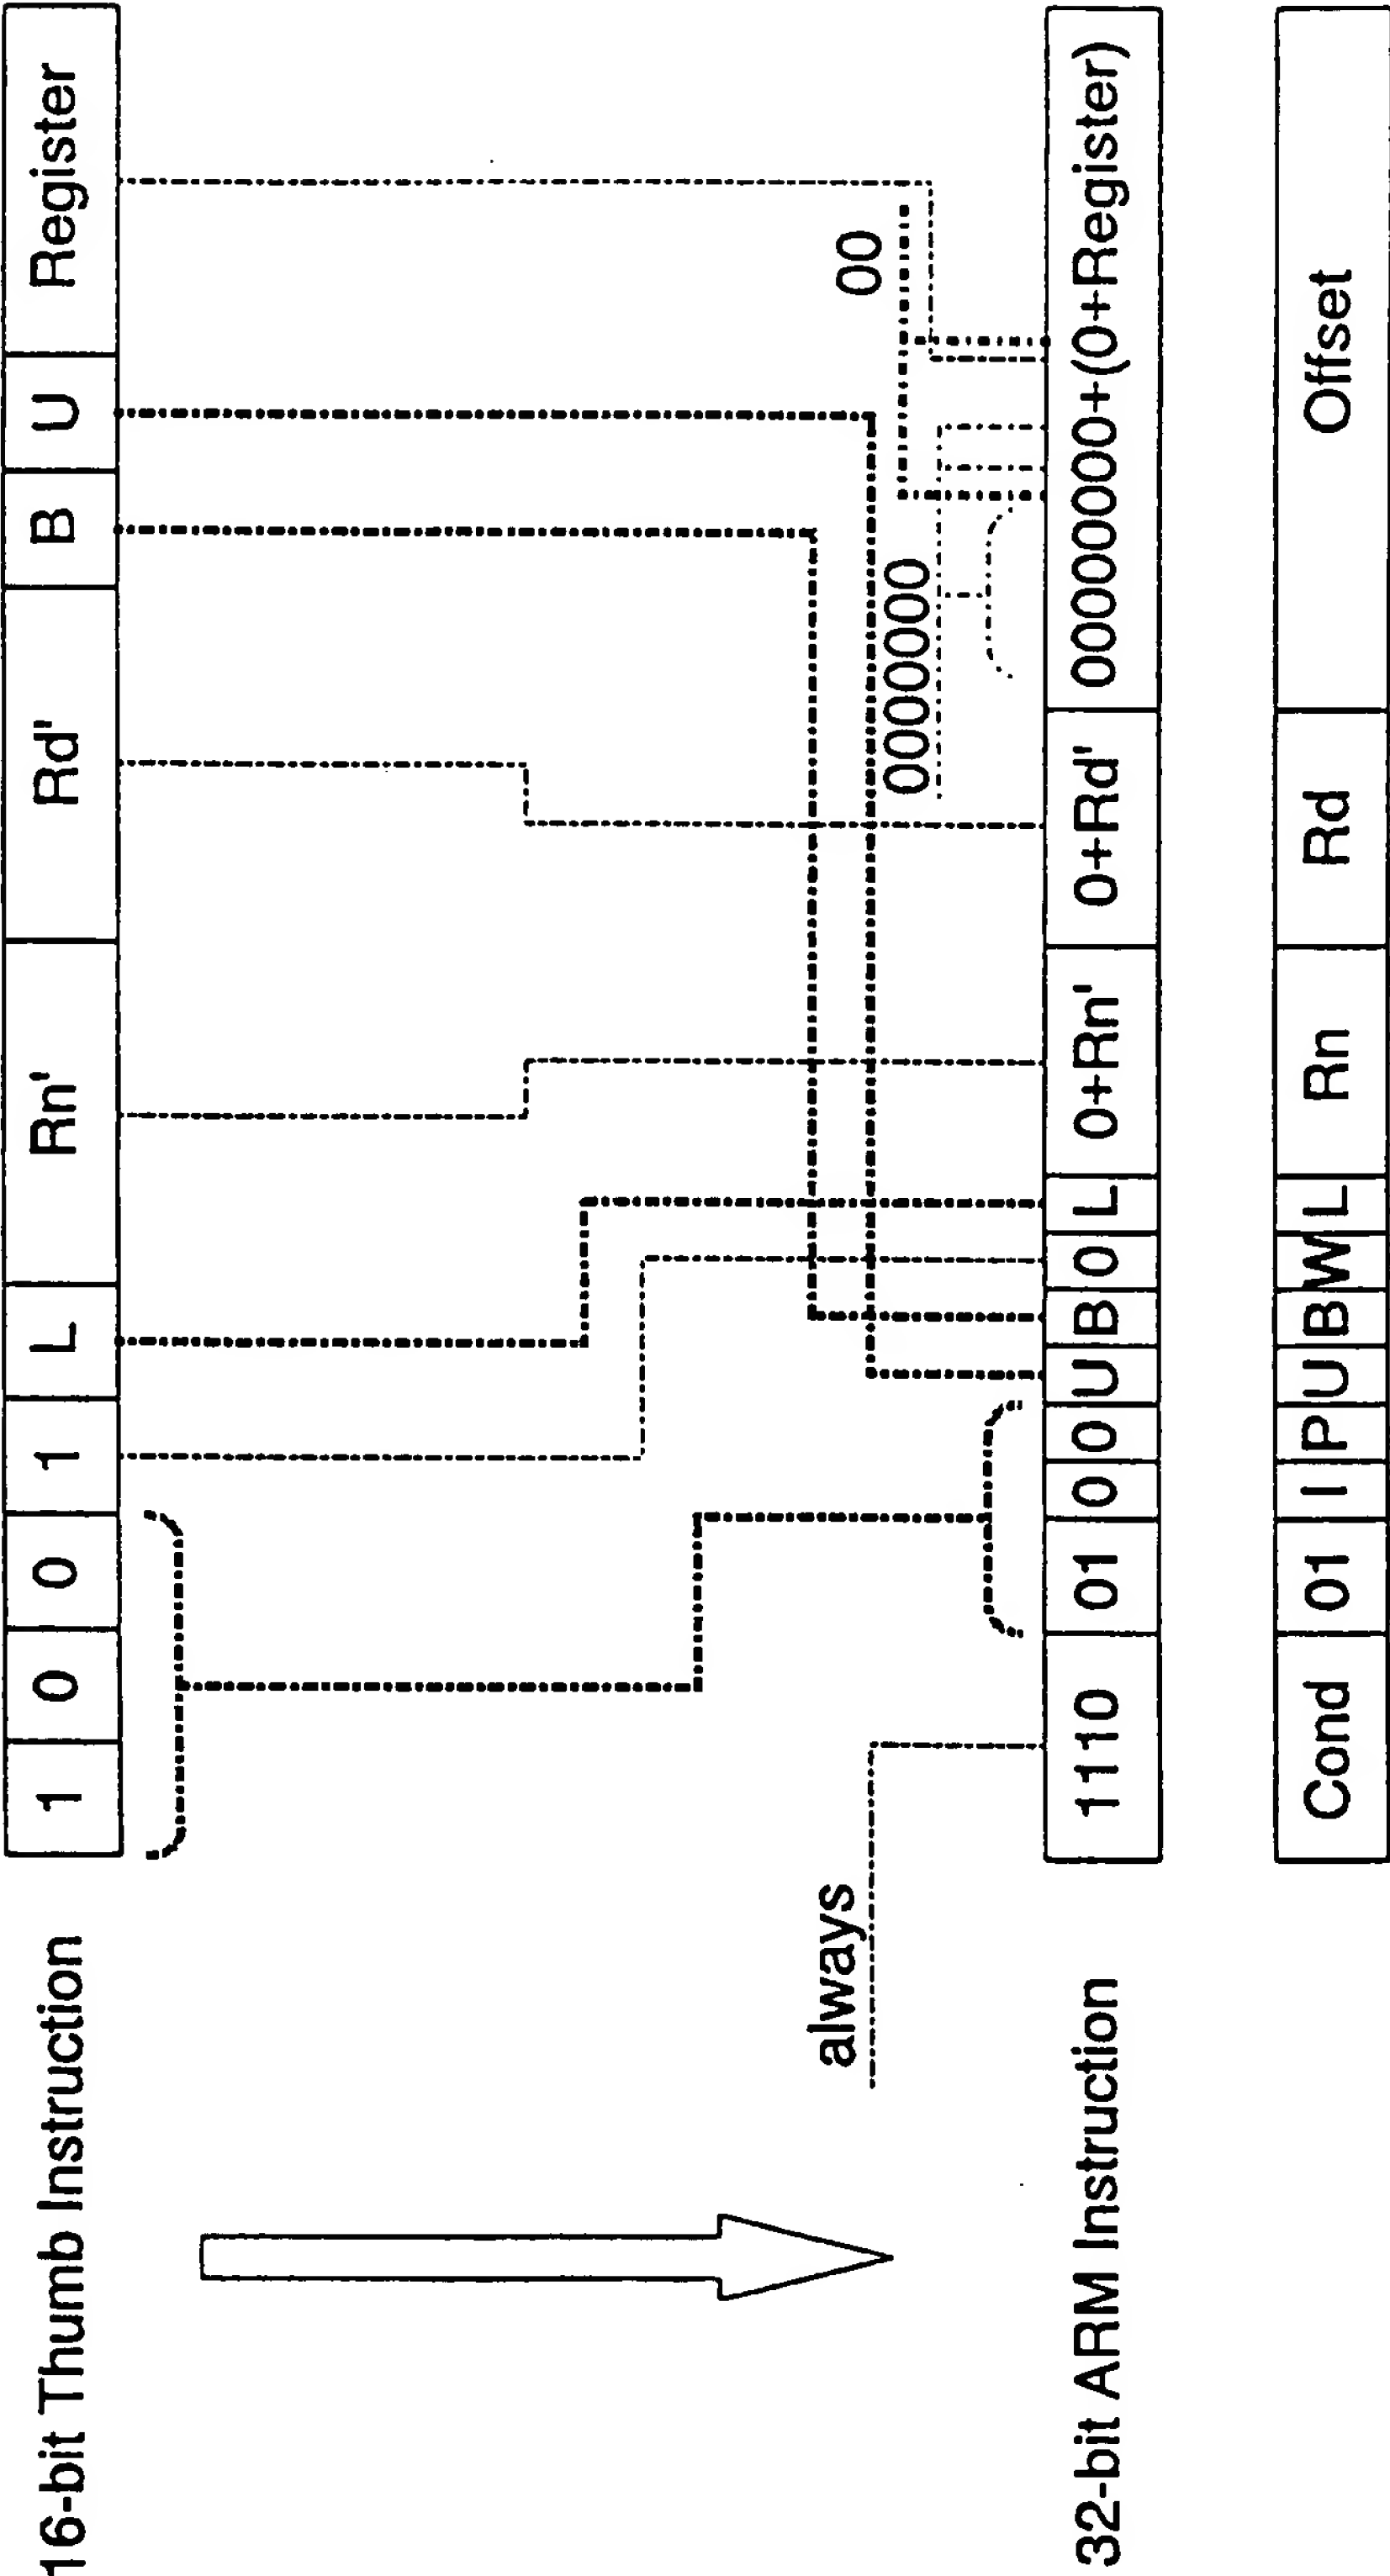 16-bit Thumb Instruction 1 0 0 1 L Rn' Rd' B U Register
always
00
0000000
32-bit ARM Instruction 1110 01 0 0 U B 0 L 0+Rn' 0+Rd' 00000000+(0+Register)
Cond 01 I P U B W L Rn Rd Offset